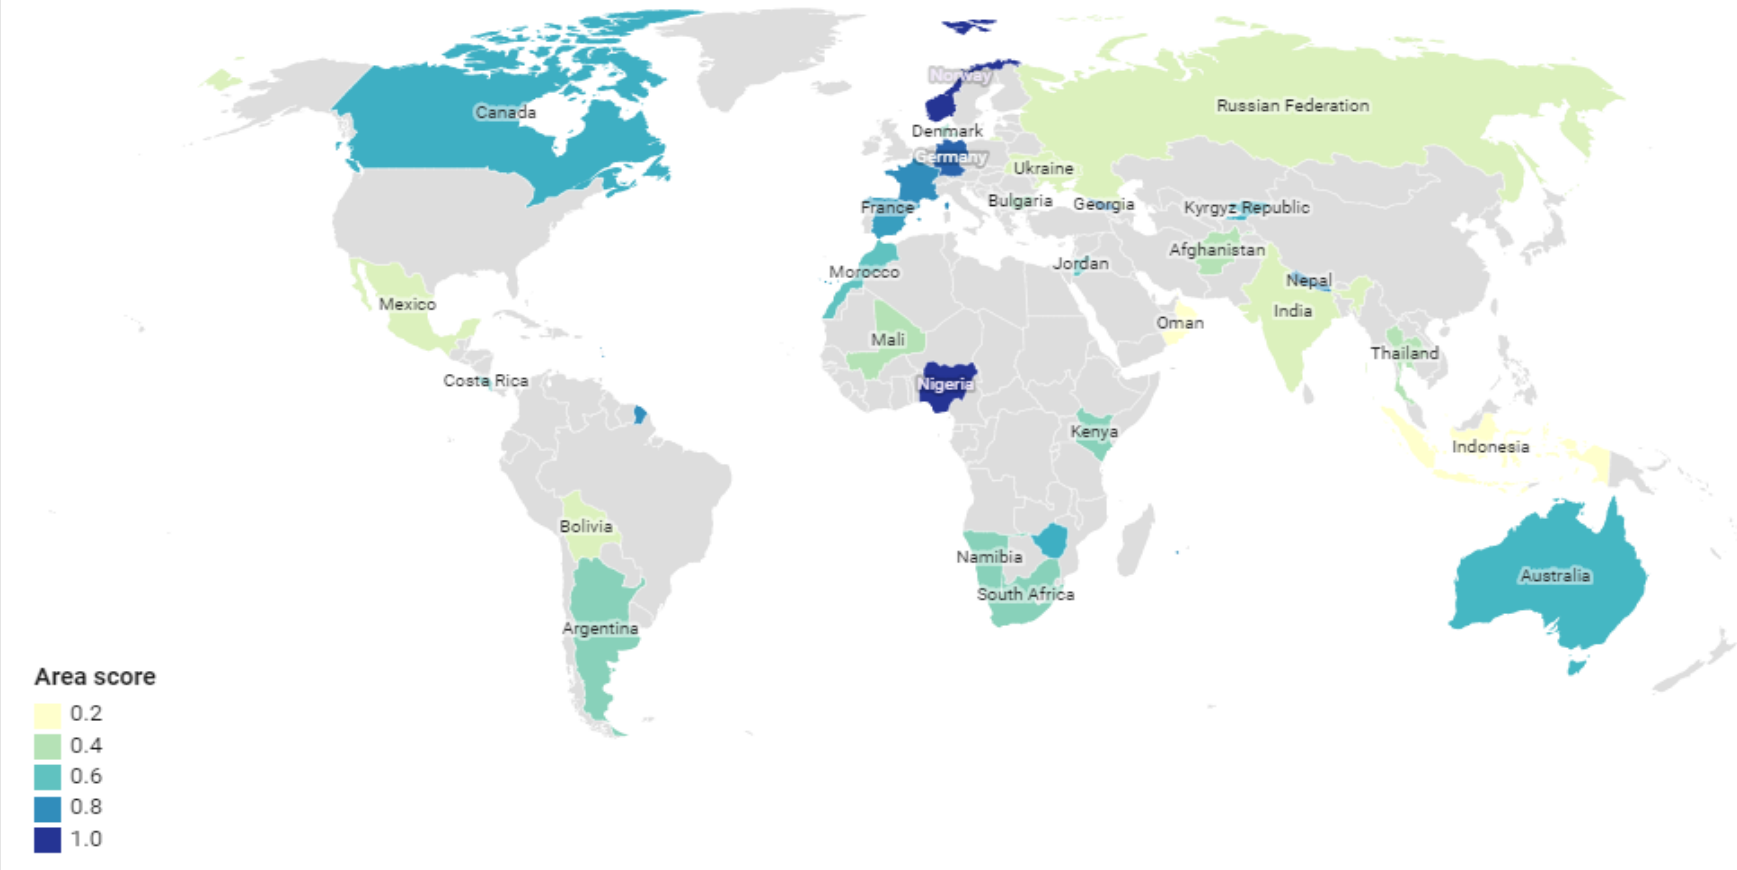 Canada
Norway
Russian Federation
Denmark
Germany
Ukraine
France
Bulgaria
Georgia
Kyrgyz Republic
Afghanistan
Morocco
Jordan
Nepal
Mexico
India
Oman
Mali
Thailand
Costa Rica
Nigeria
Kenya
Indonesia
Bolivia
Namibia
Australia
South Africa
Argentina
Area score
0.2
0.4
0.6
0.8
1.0